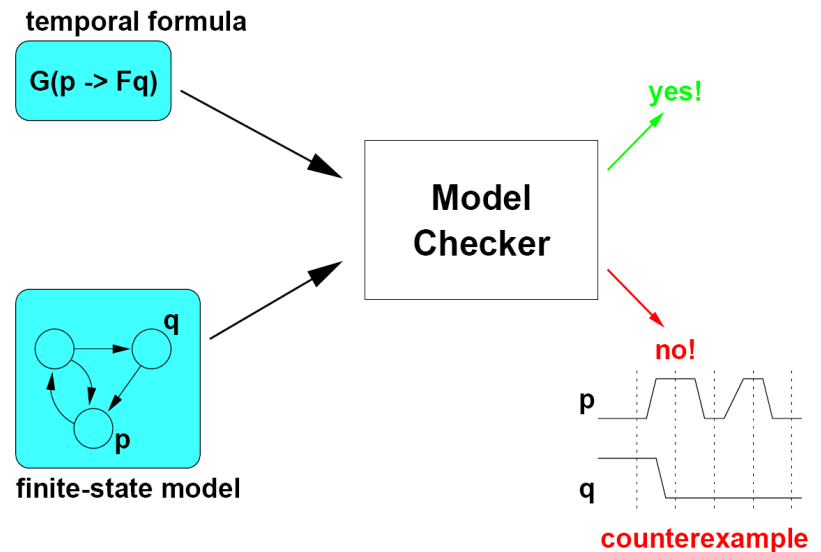 temporal formula
G(p -> Fq)
yes!
Model
Checker
q
p
finite-state model
no!
p
q
counterexample